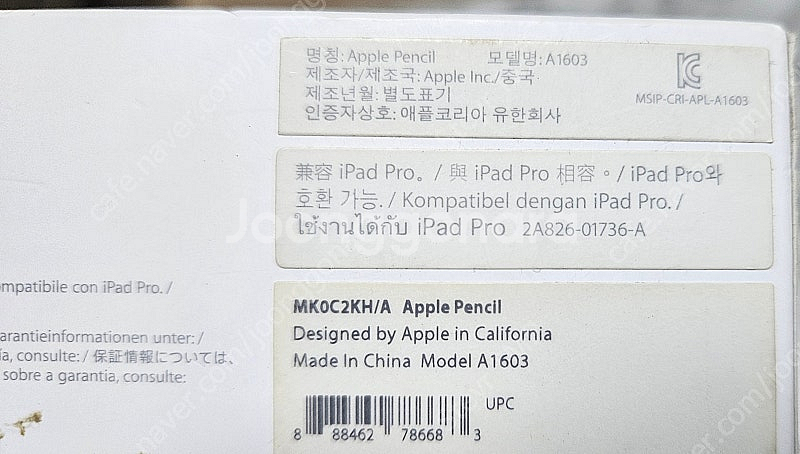 명칭: Apple Pencil 모델명: A1603
제조자/제조국: Apple Inc./중국
제조년월: 별도표기
인증자상호: 애플코리아 유한회사
MSIP-CRI-APL-A1603
兼容 iPad Pro。/ 與 iPad Pro 相容。/ iPad Pro와
호환 가능. / Kompatibel dengan iPad Pro. /
ใช้งานได้กับ iPad Pro 2A826-01736-A
mpatibile con iPad Pro. /
arantieinformationen unter: /
ía, consulte: / 保証情報については、
sobre a garantia, consulte:
MK0C2KH/A Apple Pencil
Designed by Apple in California
Made In China Model A1603
UPC
8 88462 78668 3